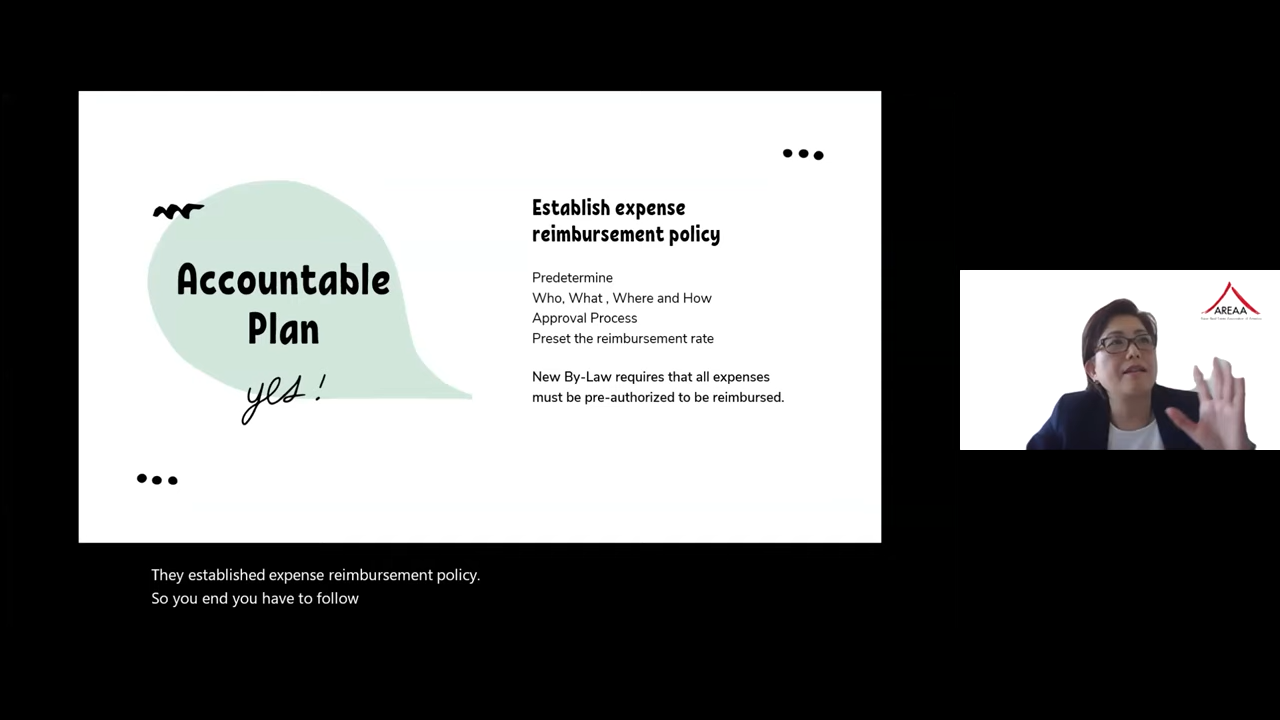 Accountable
Plan
yes!
Establish expense
reimbursement policy
Predetermine
Who, What , Where and How
Approval Process
Preset the reimbursement rate
New By-Law requires that all expenses
must be pre-authorized to be reimbursed.
AREAA
They established expense reimbursement policy.
So you end you have to follow